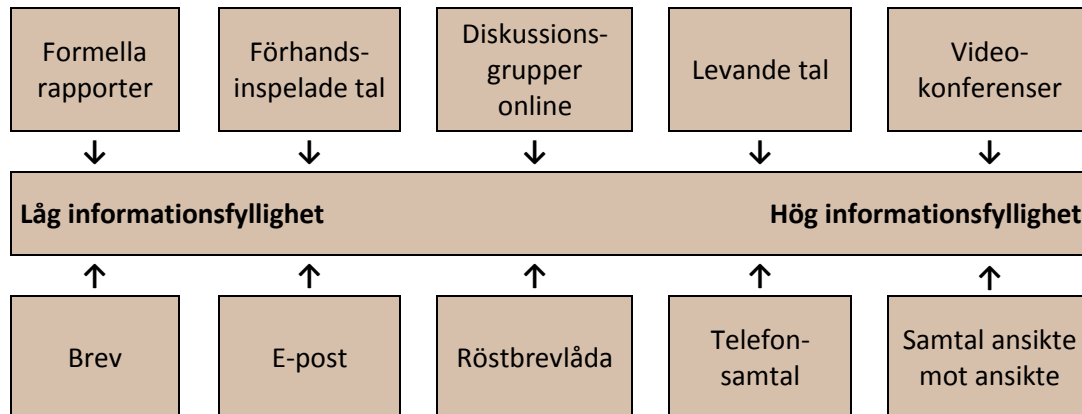 Formella
rapporter
Förhands-
inspelade tal
Diskussions-
grupper
online
Levande tal
Video-
konferenser
Låg informationsfyllighet
Hög informationsfyllighet
Brev
E-post
Röstbrevlåda
Telefon-
samtal
Samtal ansikte
mot ansikte